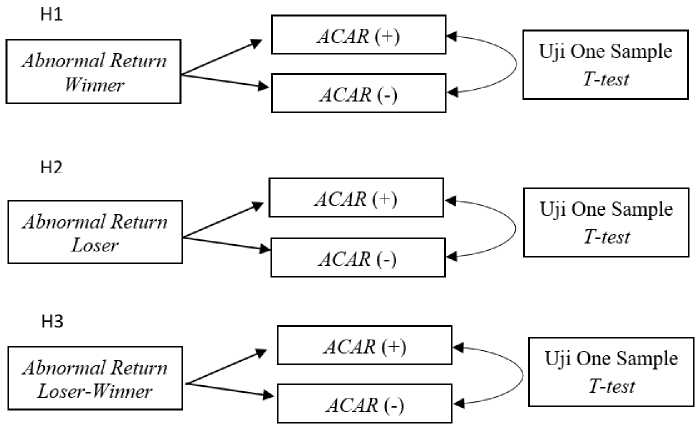 H1
Abnormal Return
Winner
ACAR (+)
ACAR (-)
Uji One Sample
T-test
H2
Abnormal Return
Loser
ACAR (+)
ACAR (-)
Uji One Sample
T-test
H3
Abnormal Return
Loser-Winner
ACAR (+)
ACAR (-)
Uji One Sample
T-test